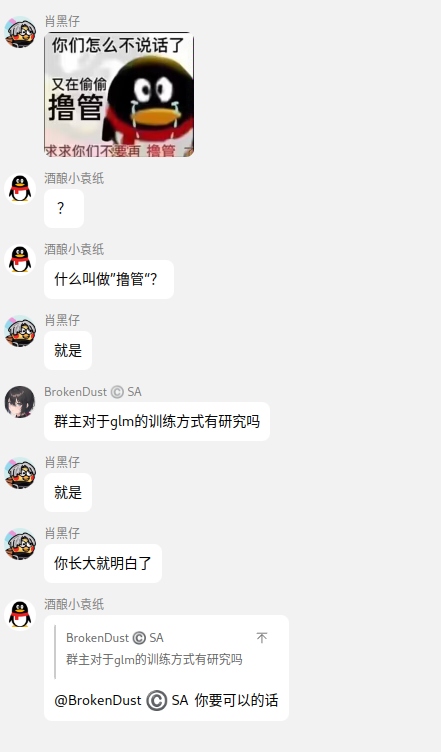 肖黑仔
你们怎么不说话了
又在偷偷
撸管
求求你们不要再 撸管
酒酿小袁纸
？
酒酿小袁纸
什么叫做"撸管"？
肖黑仔
就是
BrokenDust © SA
群主对于glm的训练方式有研究吗
肖黑仔
就是
肖黑仔
你长大就明白了
酒酿小袁纸
BrokenDust © SA
群主对于glm的训练方式有研究吗
@BrokenDust © SA 你要可以的话